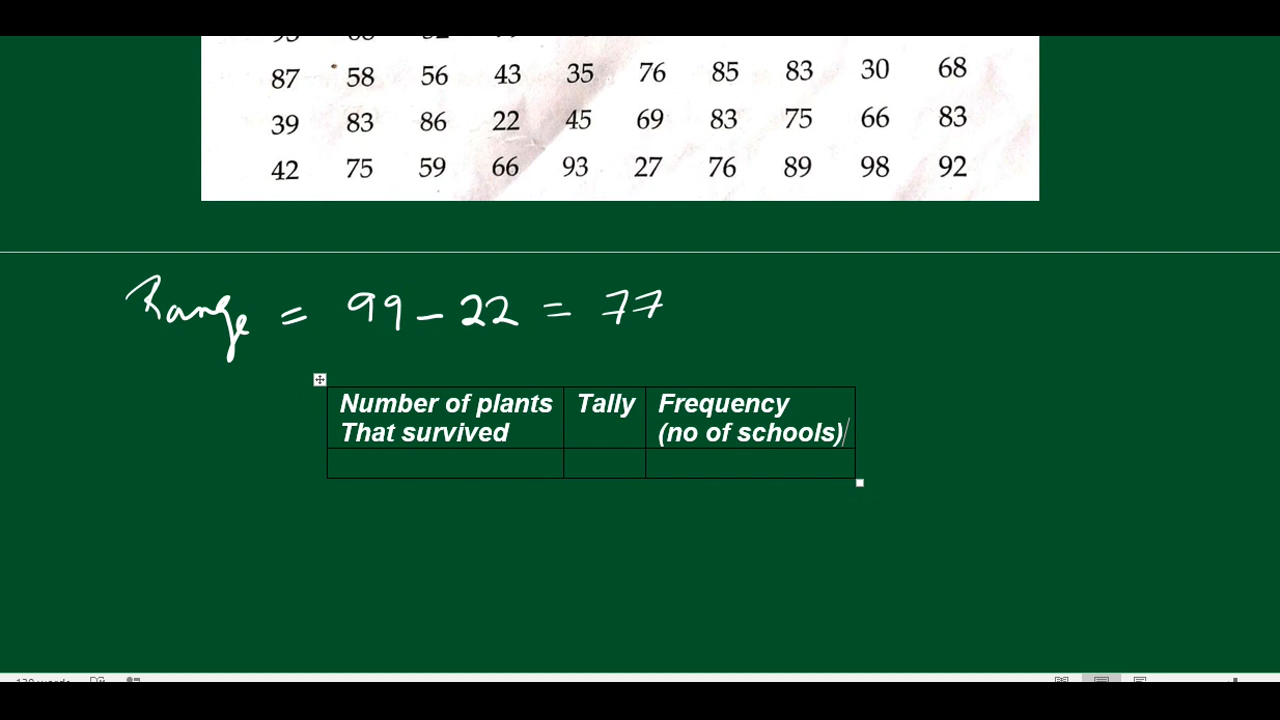 87 58 56 43 35 76 85 83 30 68
39 83 86 22 45 69 83 75 66 83
42 75 59 66 93 27 76 89 98 92
Range = 99 - 22 = 77
Number of plants Tally Frequency
That survived (no of schools)